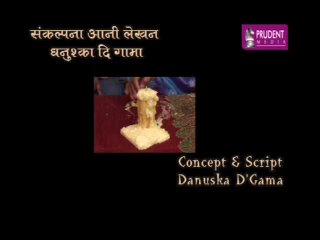 संकल्पना आनी लेखन
धनुश्का दि गामा
PRUDENT
MEDIA
Concept & Script
Danuska D'Gama